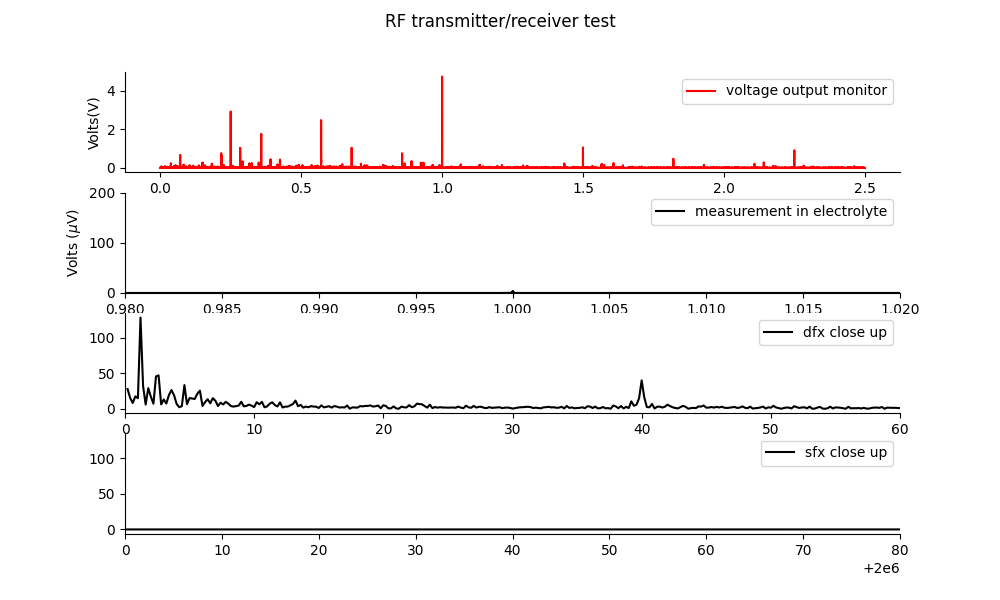 RF transmitter/receiver test
Volts(V)
4
2
0
voltage output monitor
0.0 0.5 1.0 1.5 2.0 2.5
Volts (μV)
200
100
0
measurement in electrolyte
0.980 0.985 0.990 0.995 1.000 1.005 1.010 1.015 1.020
100
50
0
dfx close up
0 10 20 30 40 50 60
100
50
0
sfx close up
0 10 20 30 40 50 60 70 80
+2e6